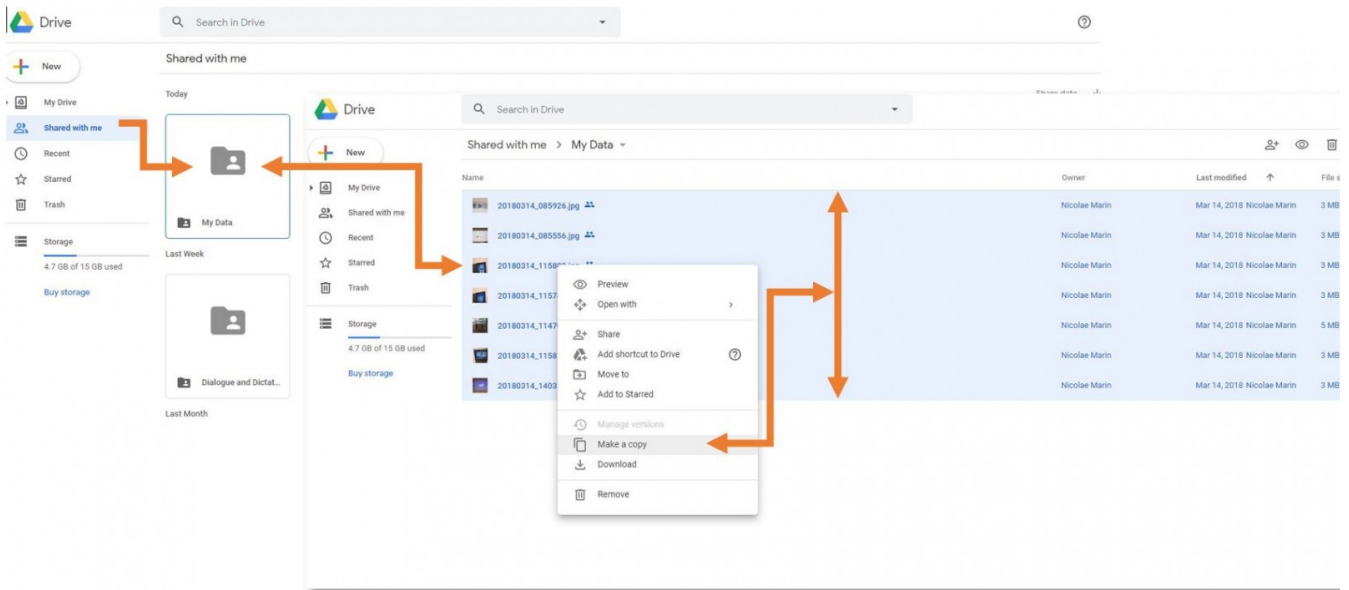 Drive
Search in Drive
New
Shared with me
My Drive
Shared with me
Recent
Starred
Trash
Storage
4.7 GB of 15 GB used
Buy storage
Today
My Data
Last Week
Dialogue and Dictat...
Last Month
Share date
Drive
Search in Drive
New
Shared with me > My Data
My Drive
Shared with me
Recent
Starred
Trash
Storage
4.7 GB of 15 GB used
Buy storage
Name Owner Last modified File s
20180314_085926.jpg Nicolae Marin Mar 14, 2018 Nicolae Marin 3 MB
20180314_085556.jpg Nicolae Marin Mar 14, 2018 Nicolae Marin 3 MB
20180314_1158 Nicolae Marin Mar 14, 2018 Nicolae Marin 3 MB
20180314_1157 Nicolae Marin Mar 14, 2018 Nicolae Marin 3 MB
20180314_1147 Nicolae Marin Mar 14, 2018 Nicolae Marin 5 MB
20180314_1158 Nicolae Marin Mar 14, 2018 Nicolae Marin 3 MB
20180314_1403 Nicolae Marin Mar 14, 2018 Nicolae Marin 3 MB
Preview
Open with
Share
Add shortcut to Drive
Move to
Add to Starred
Manage versions
Make a copy
Download
Remove